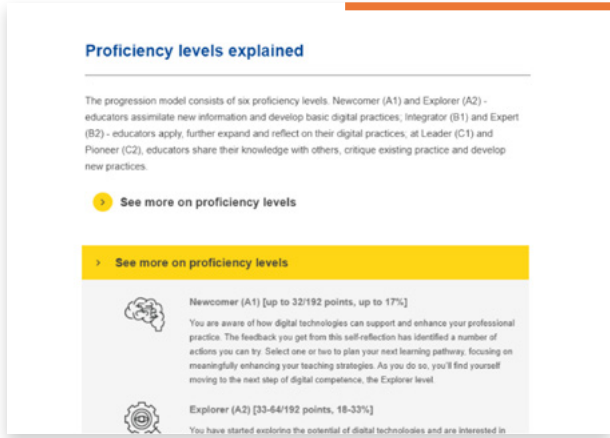 Proficiency levels explained
The progression model consists of six proficiency levels. Newcomer (A1) and Explorer (A2) -
educators assimilate new information and develop basic digital practices; Integrator (B1) and Expert
(B2) - educators apply, further expand and reflect on their digital practices; at Leader (C1) and
Pioneer (C2), educators share their knowledge with others, critique existing practice and develop
new practices.
See more on proficiency levels
See more on proficiency levels
Newcomer (A1) [up to 32/192 points, up to 17%]
You are aware of how digital technologies can support and enhance your professional
practice. The feedback you get from this self-reflection has identified a number of
actions you can try. Select one or two to plan your next learning pathway, focusing on
meaningfully enhancing your teaching strategies. As you do so, you'll find yourself
moving to the next step of digital competence, the Explorer level.
Explorer (A2) [33-64/192 points, 18-33%]
You have started exploring the potential of digital technologies and are interested in